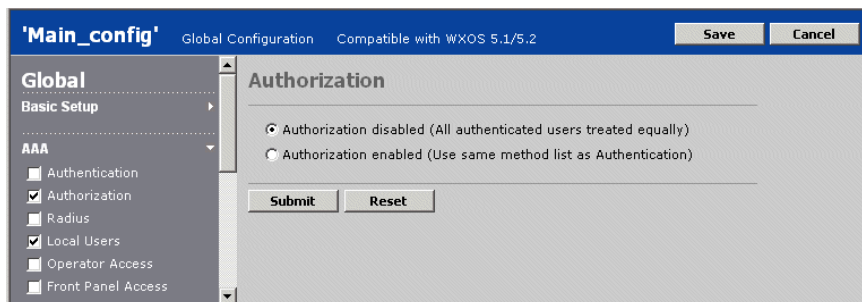 'Main_config' Global Configuration Compatible with WXOS 5.1/5.2 Save Cancel
Global
Basic Setup
AAA
Authentication
Authorization
Radius
Local Users
Operator Access
Front Panel Access
Authorization
Authorization disabled (All authenticated users treated equally)
Authorization enabled (Use same method list as Authentication)
Submit Reset